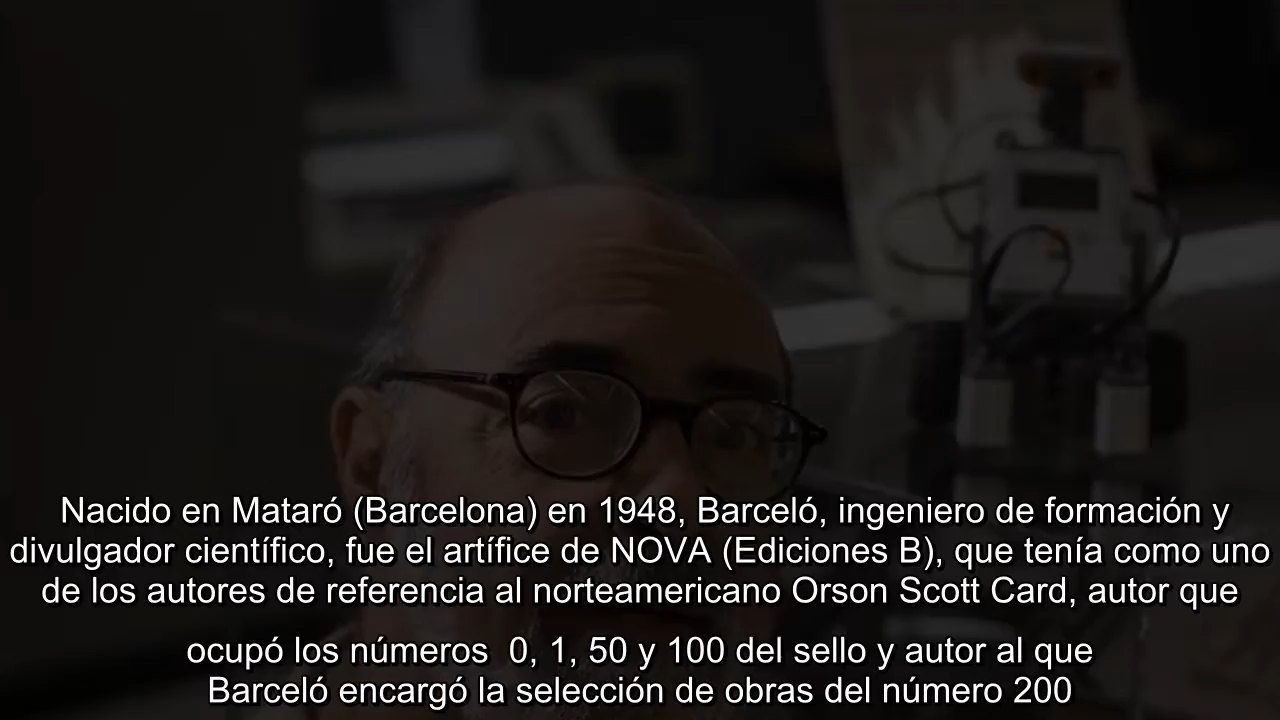 Nacido en Mataró (Barcelona) en 1948, Barceló, ingeniero de formación y
divulgador científico, fue el artífice de NOVA (Ediciones B), que tenía como uno
de los autores de referencia al norteamericano Orson Scott Card, autor que
ocupó los números  0, 1, 50 y 100 del sello y autor al que
Barceló encargó la selección de obras del número 200